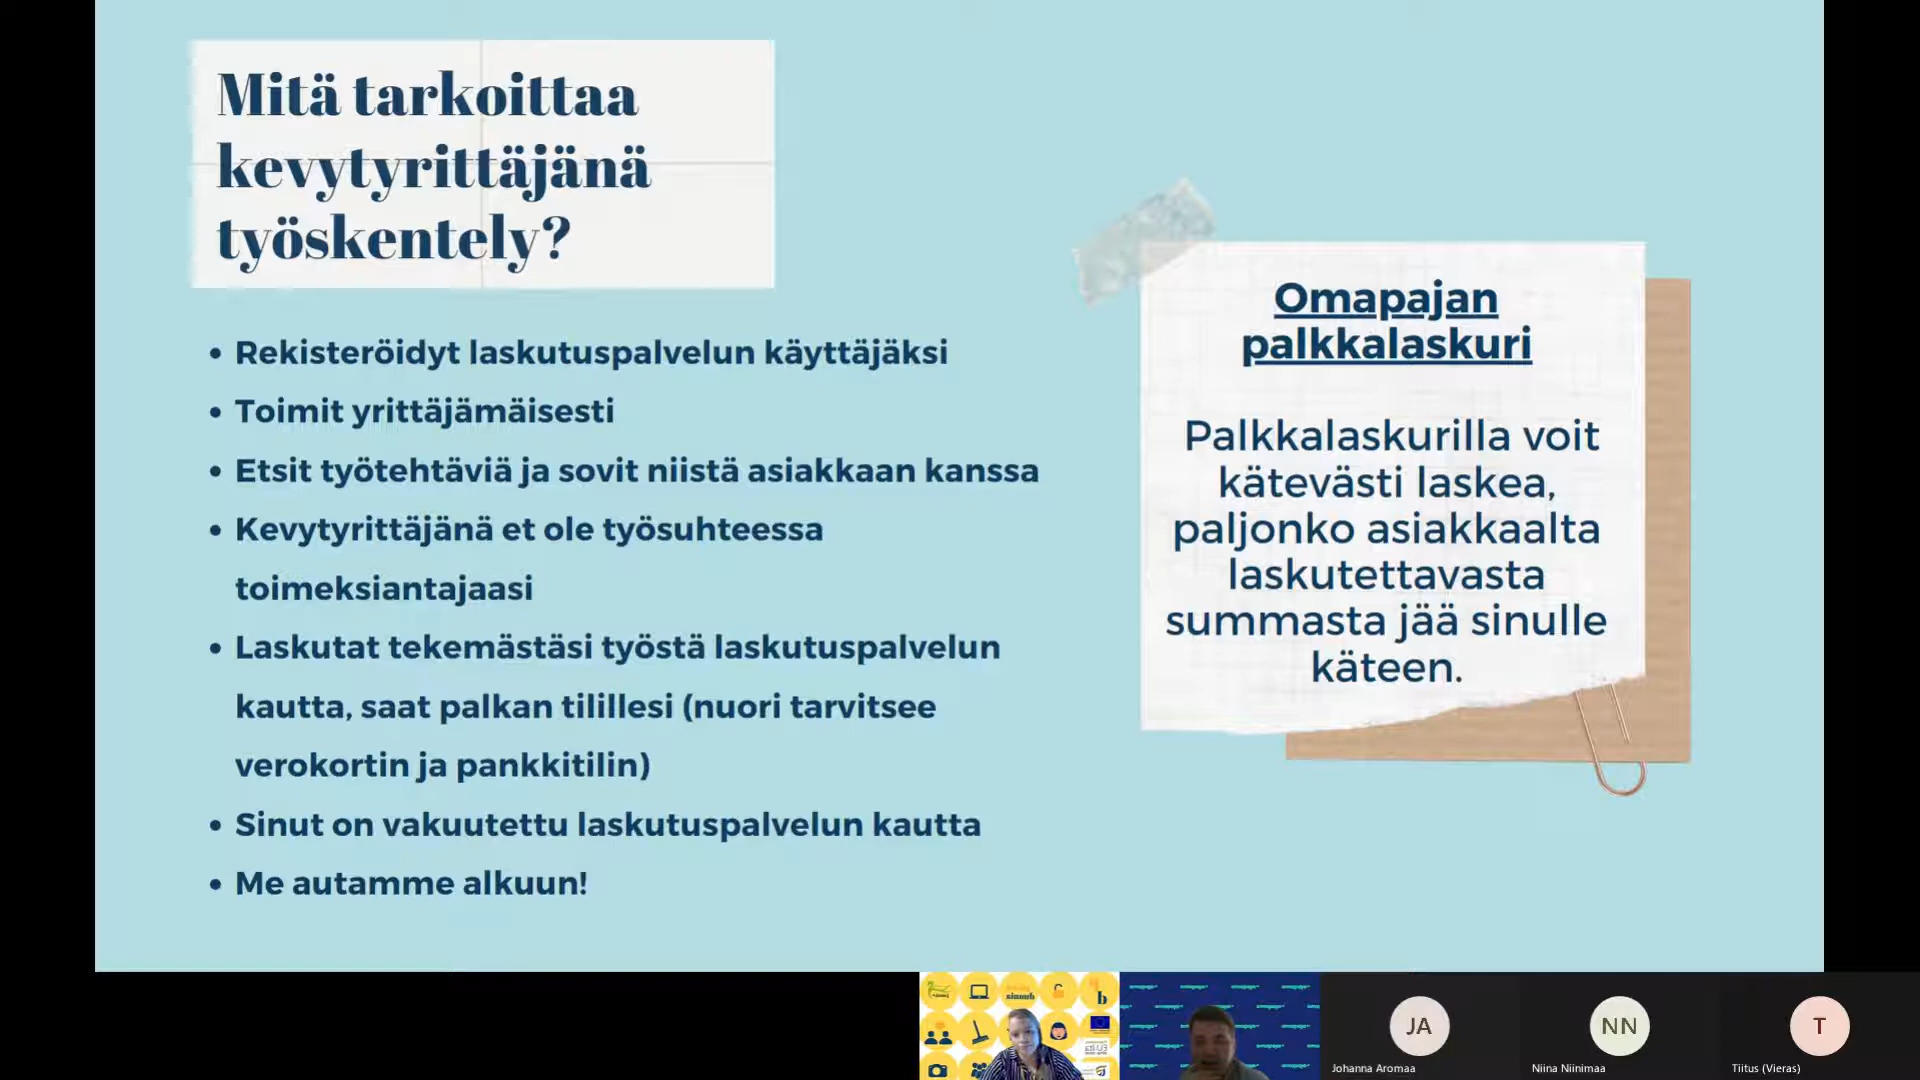 Mitä tarkoittaa
kevytyrittäjänä
työskentely?
• Rekisteröidyt laskutuspalvelun käyttäjäksi
• Toimit yrittäjämäisesti
• Etsit työtehtäviä ja sovit niistä asiakkaan kanssa
• Kevytyrittäjänä et ole työsuhteessa
toimeksiantajaasi
• Laskutat tekemästäsi työstä laskutuspalvelun
kautta, saat palkan tilillesi (nuori tarvitsee
verokortin ja pankkitilin)
• Sinut on vakuutettu laskutuspalvelun kautta
• Me autamme alkuun!
Omapajan
palkkalaskuri
Palkkalaskurilla voit
kätevästi laskea,
paljonko asiakkaalta
laskutettavasta
summasta jää sinulle
käteen.
JA
NN
T
Johanna Aromaa
Niina Niinimaa
Tiitus (Vieras)